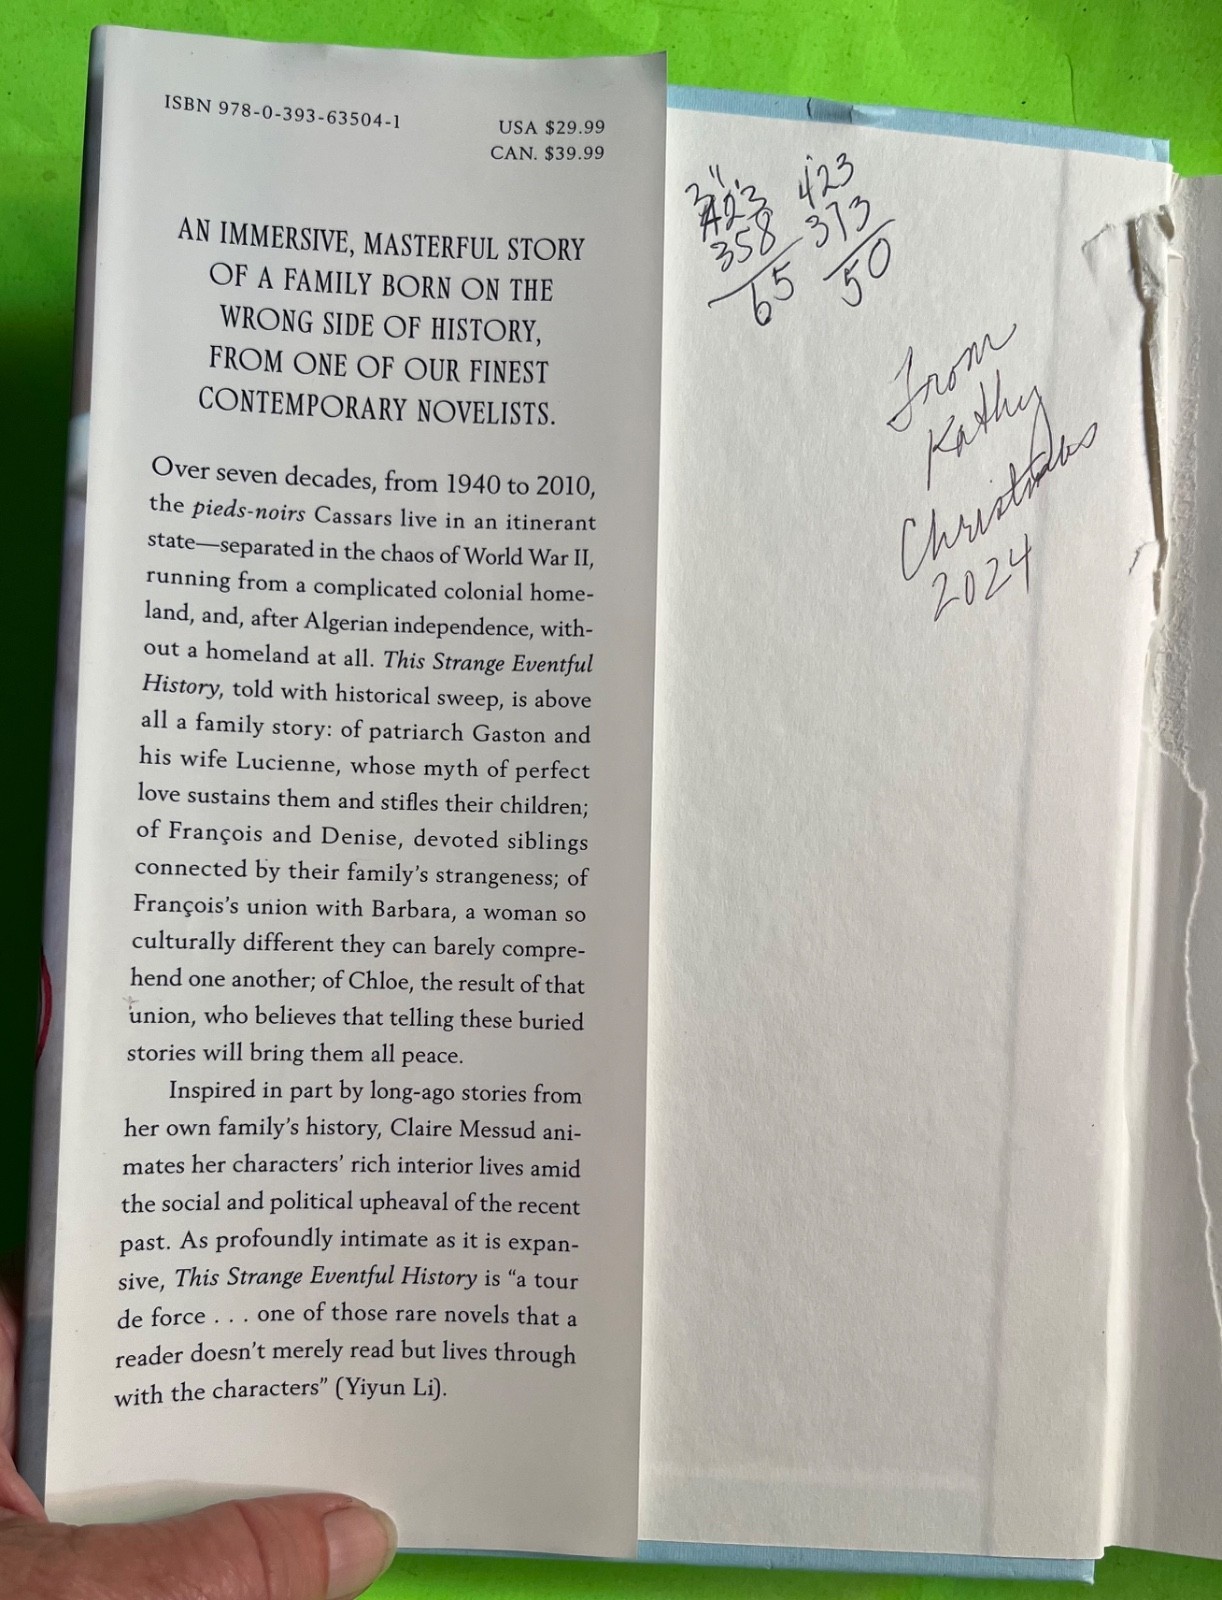 ISBN 978-0-393-63504-1
USA $29.99
CAN. $39.99
AN IMMERSIVE, MASTERFUL STORY
OF A FAMILY BORN ON THE
WRONG SIDE OF HISTORY,
FROM ONE OF OUR FINEST
CONTEMPORARY NOVELISTS.
Over seven decades, from 1940 to 2010,
the pieds-noirs Cassars live in an itinerant
state—separated in the chaos of World War II,
running from a complicated colonial home-
land, and, after Algerian independence, with-
out a homeland at all. This Strange Eventful
History, told with historical sweep, is above
all a family story: of patriarch Gaston and
his wife Lucienne, whose myth of perfect
love sustains them and stifles their children;
of François and Denise, devoted siblings
connected by their family's strangeness; of
François's union with Barbara, a woman so
culturally different they can barely compre-
hend one another; of Chloe, the result of that
union, who believes that telling these buried
stories will bring them all peace.
Inspired in part by long-ago stories from
her own family's history, Claire Messud ani-
mates her characters' rich interior lives amid
the social and political upheaval of the recent
past. As profoundly intimate as it is expan-
sive, This Strange Eventful History is “a tour
de force . . . one of those rare novels that a
reader doesn't merely read but lives through
with the characters” (Yiyun Li).
423
358
65
423
373
50
From
Kathy
Christmas
2024